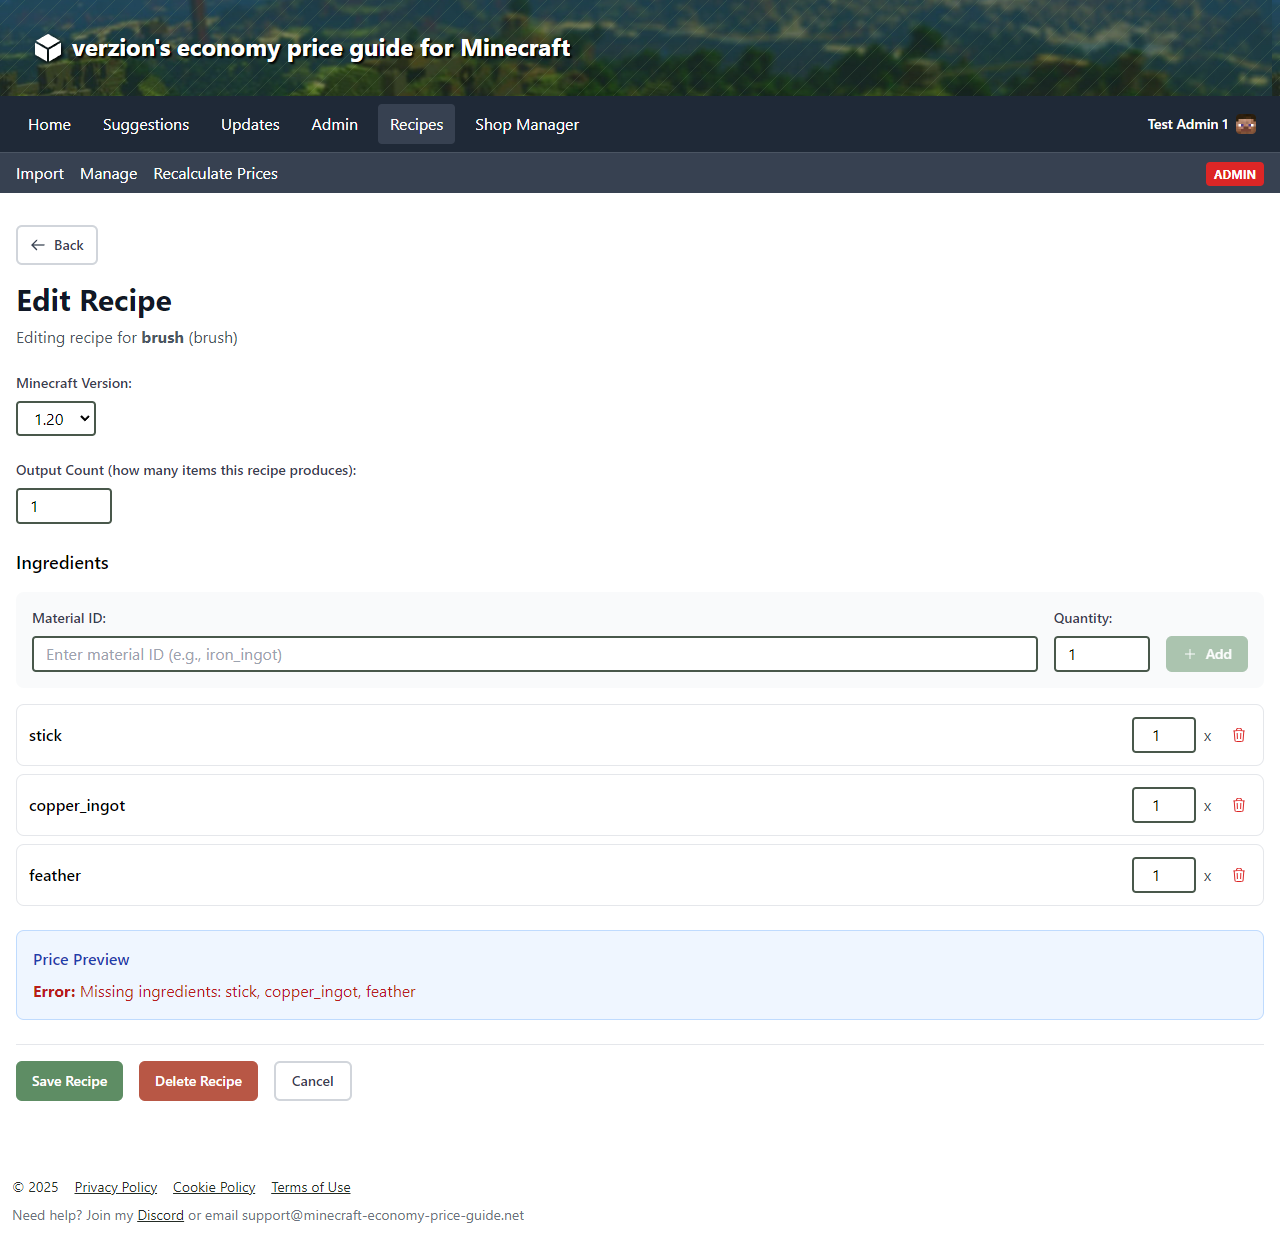 verzion's economy price guide for Minecraft
Home Suggestions Updates Admin Recipes Shop Manager Test Admin 1
Import Manage Recalculate Prices ADMIN
Back
Edit Recipe
Editing recipe for brush (brush)
Minecraft Version:
1.20
Output Count (how many items this recipe produces):
1
Ingredients
Material ID: Quantity:
Enter material ID (e.g., iron_ingot) 1 + Add
stick 1 x
copper_ingot 1 x
feather 1 x
Price Preview
Error: Missing ingredients: stick, copper_ingot, feather
Save Recipe Delete Recipe Cancel
© 2025 Privacy Policy Cookie Policy Terms of Use
Need help? Join my Discord or email support@minecraft-economy-price-guide.net